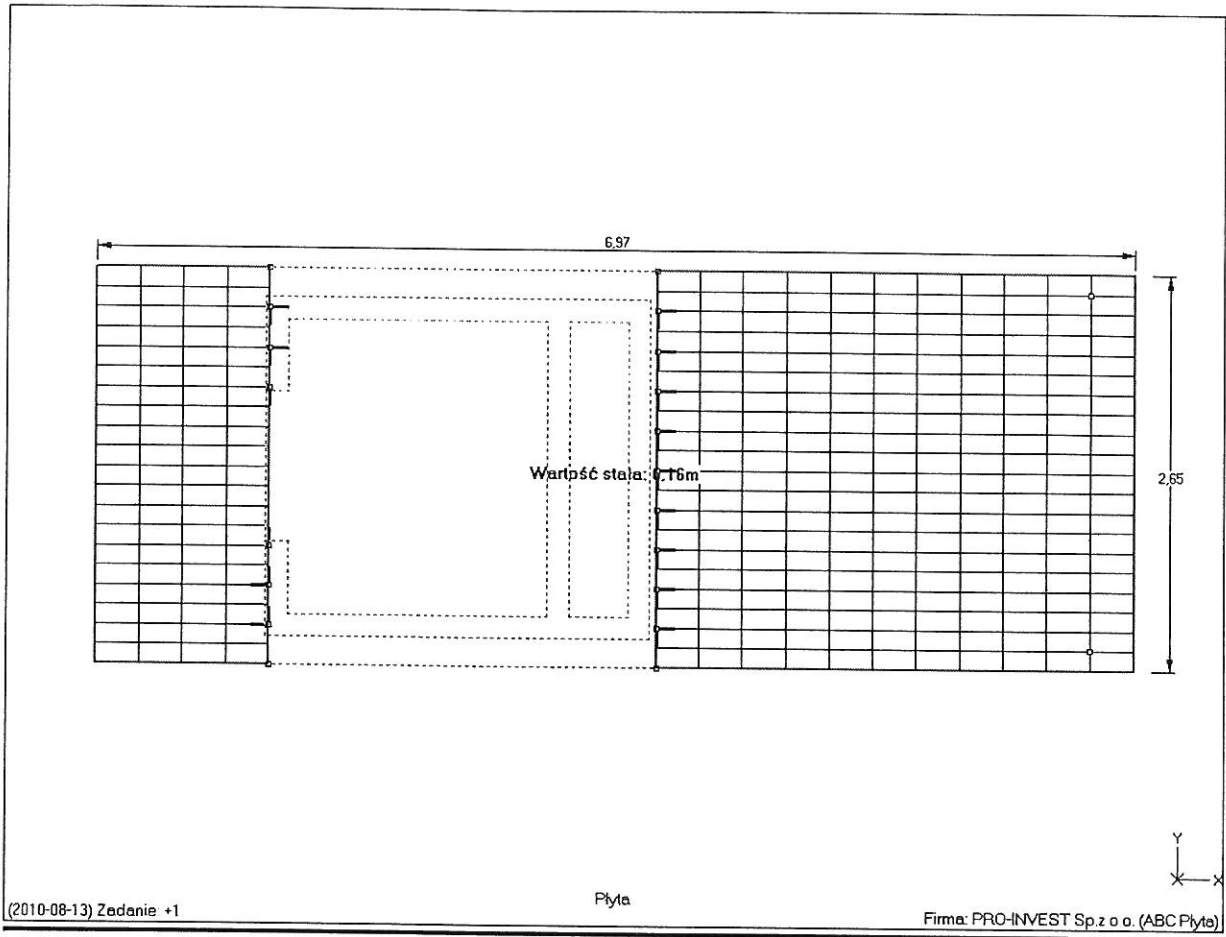 6,97
Wartość stała: 0,16m
2,65
Y
X
Płyta
(2010-08-13) Zadanie: +1
Firma: PRO-INVEST Sp.z o o. (ABC Płyta)